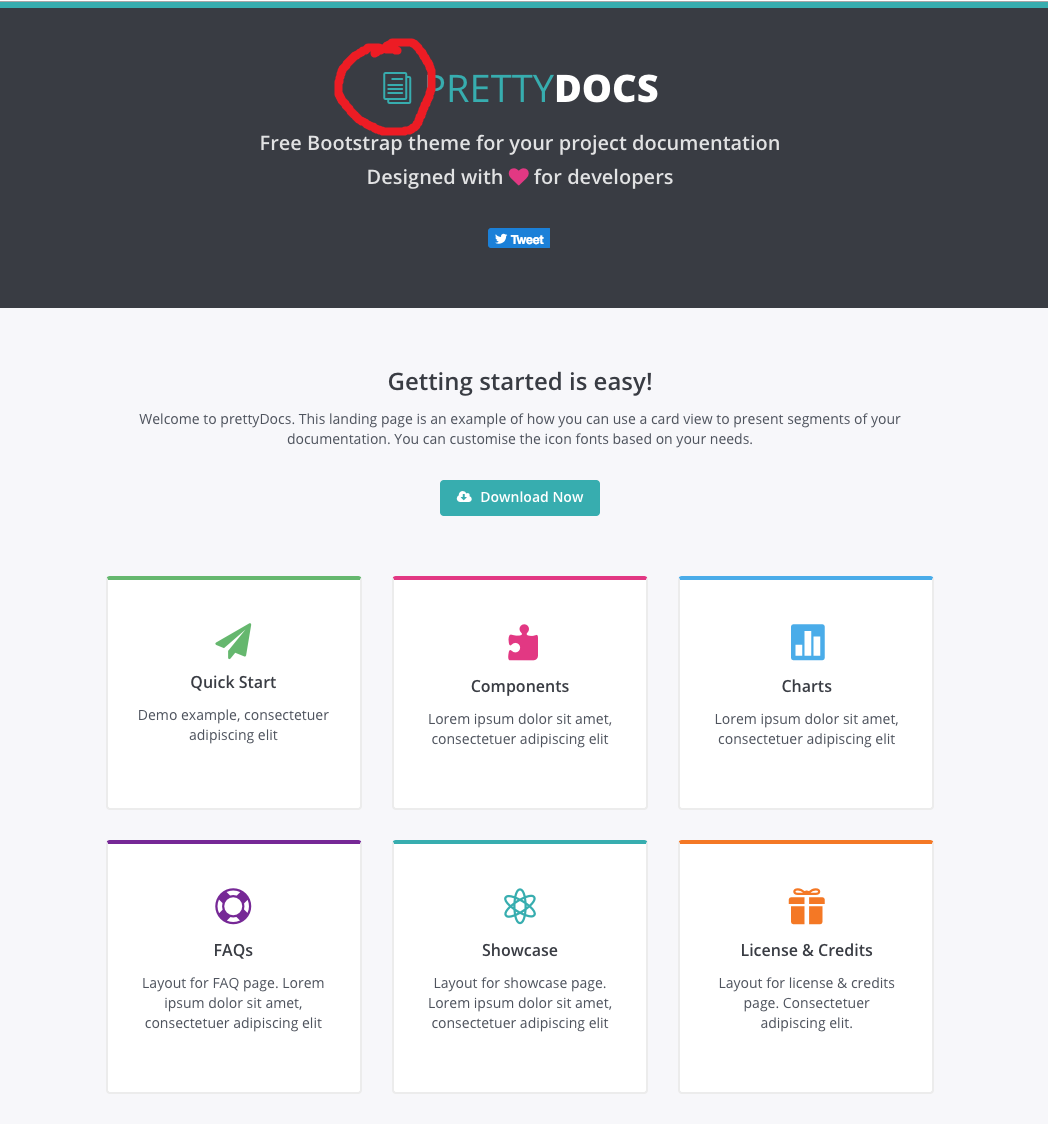 PRETTYDOCS
Free Bootstrap theme for your project documentation
Designed with for developers
Tweet
Getting started is easy!
Welcome to prettyDocs. This landing page is an example of how you can use a card view to present segments of your
documentation. You can customise the icon fonts based on your needs.
Download Now
Quick Start
Demo example, consectetuer
adipiscing elit
Components
Lorem ipsum dolor sit amet,
consectetuer adipiscing elit
Charts
Lorem ipsum dolor sit amet,
consectetuer adipiscing elit
FAQs
Layout for FAQ page. Lorem
ipsum dolor sit amet,
consectetuer adipiscing elit
Showcase
Layout for showcase page.
Lorem ipsum dolor sit amet,
consectetuer adipiscing elit
License & Credits
Layout for license & credits
page. Consectetuer
adipiscing elit.